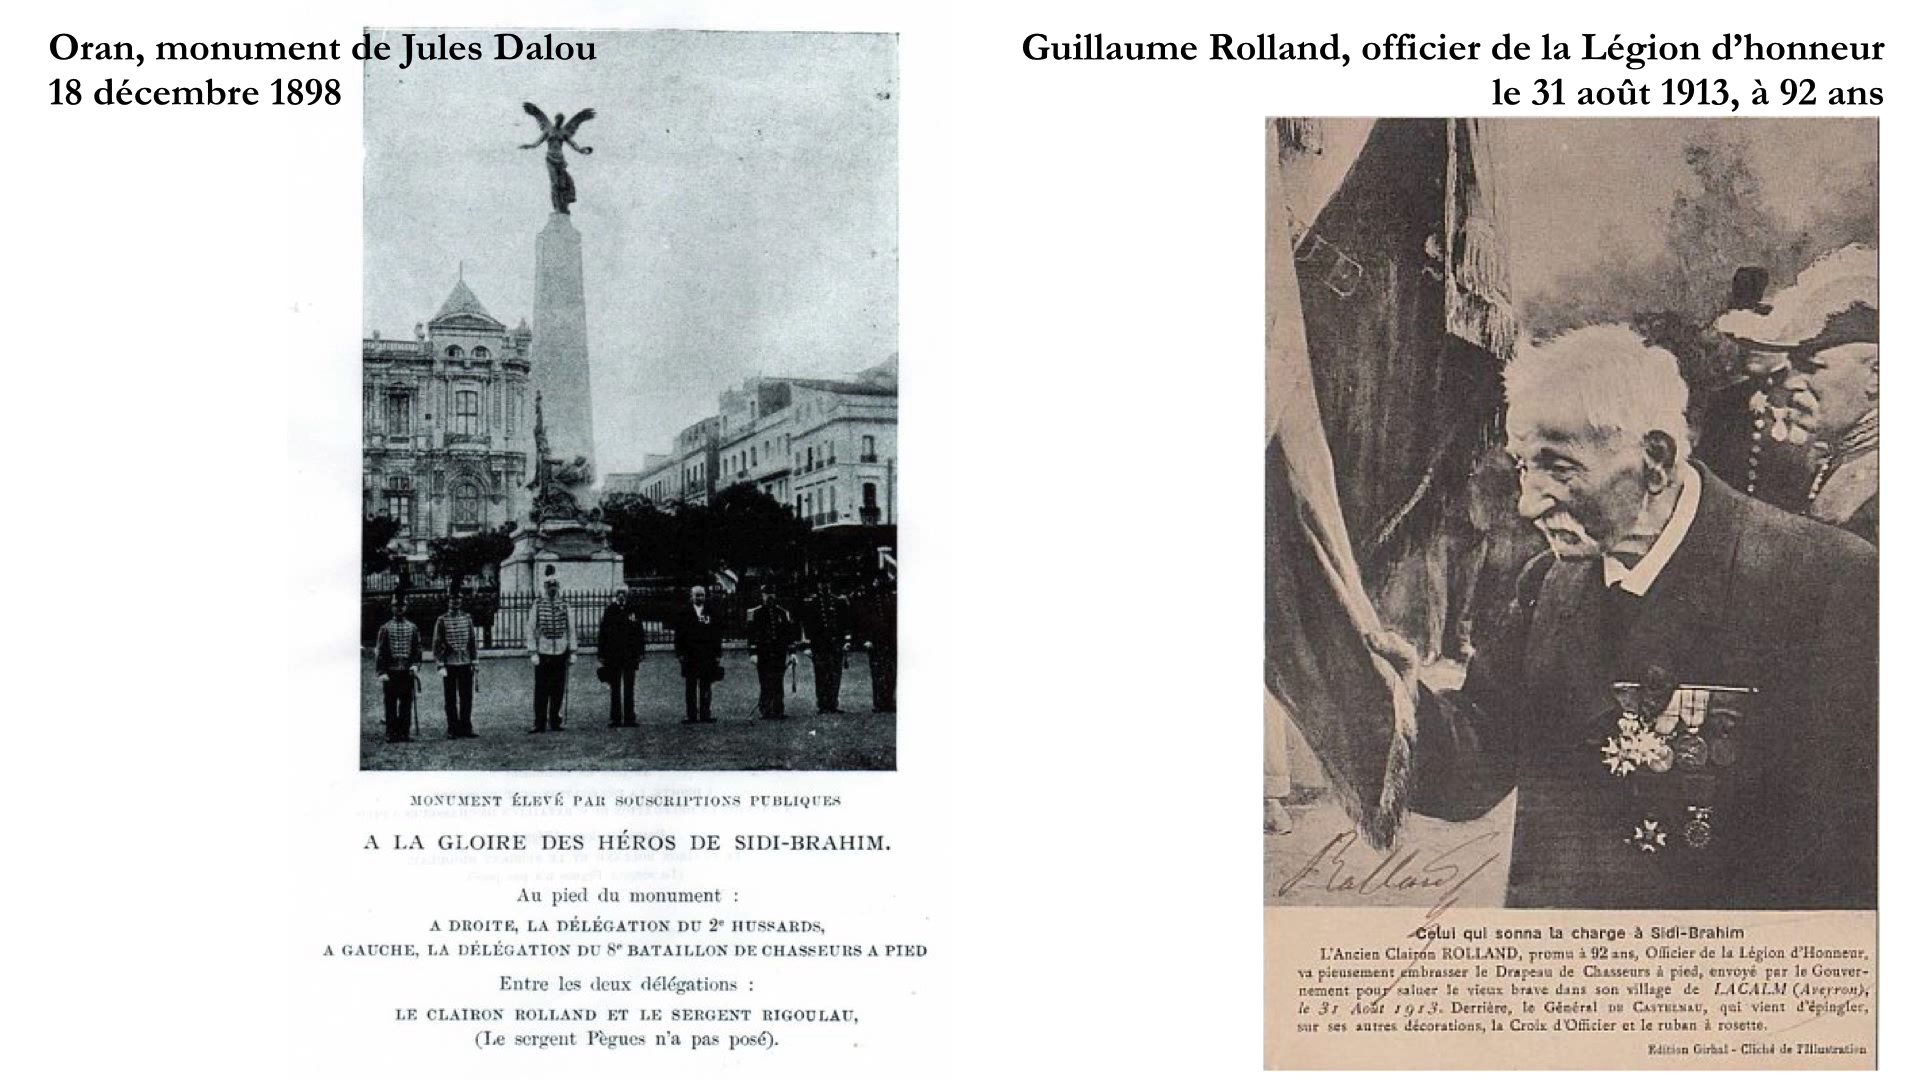 Oran, monument de Jules Dalou
18 décembre 1898
MONUMENT ÉLEVÉ PAR SOUSCRIPTIONS PUBLIQUES
A LA GLOIRE DES HÉROS DE SIDI-BRAHIM.
Au pied du monument :
A DROITE, LA DÉLÉGATION DU 2e HUSSARDS,
A GAUCHE, LA DÉLÉGATION DU 8e BATAILLON DE CHASSEURS A PIED
Entre les deux délégations :
LE CLAIRON ROLLAND ET LE SERGENT RIGOULAU,
(Le sergent Pègues n'a pas posé).
Guillaume Rolland, officier de la Légion d’honneur
le 31 août 1913, à 92 ans
Rolland
Celui qui sonna la charge à Sidi-Brahim
L'Ancien Clairon ROLLAND, promu à 92 ans, Officier de la Légion d'Honneur,
va pieusement embrasser le Drapeau de Chasseurs à pied, envoyé par le Gouver-
nement pour saluer le vieux brave dans son village de LACALM (Aveyron),
le 31 Août 1913. Derrière, le Général DE CASTELNAU, qui vient d'épingler,
sur ses autres décorations, la Croix d'Officier et le ruban à rosette.
Edition Girbal - Cliché de l'Illustration